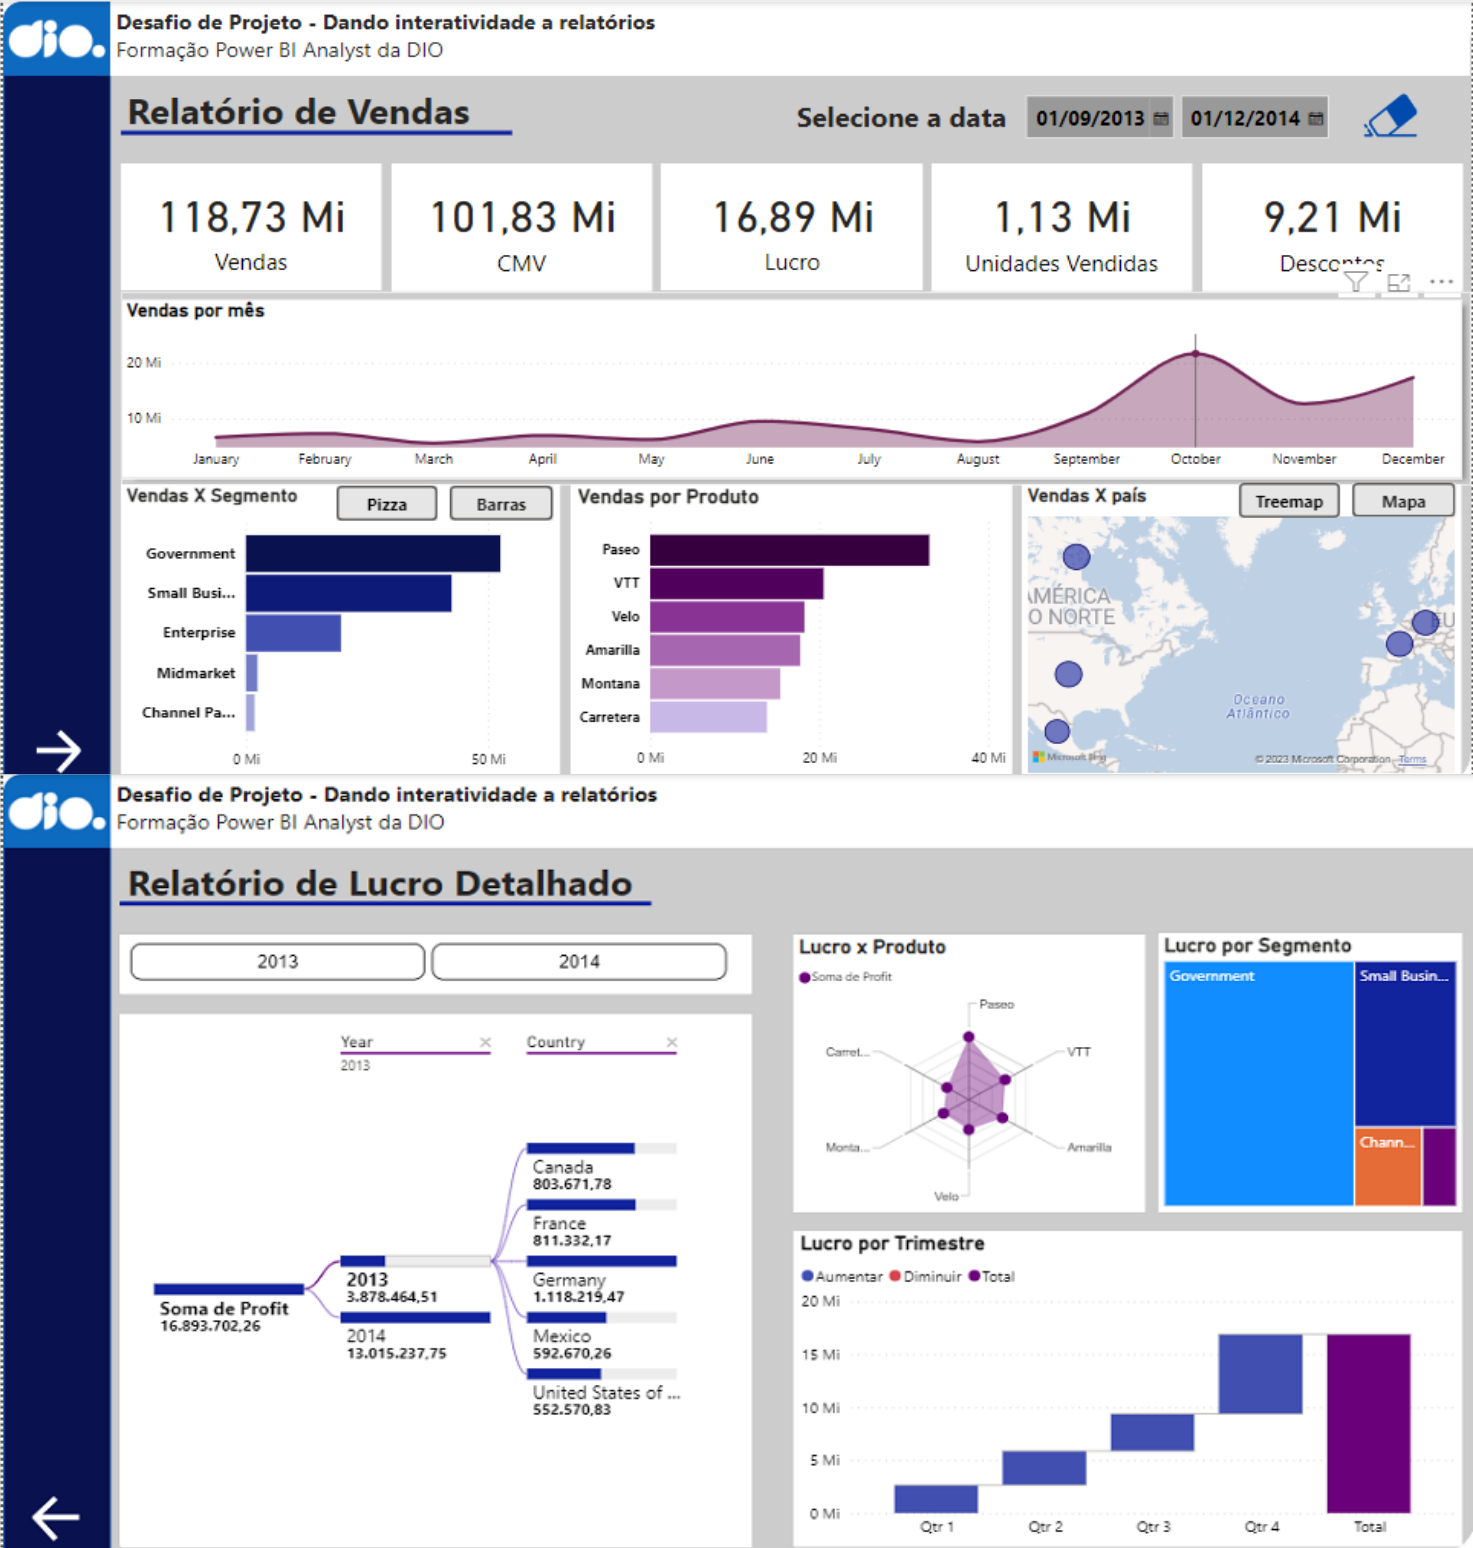 dio.
Desafio de Projeto - Dando interatividade a relatórios
Formação Power BI Analyst da DIO
Relatório de Vendas
Selecione a data
01/09/2013
01/12/2014
118,73 Mi
Vendas
101,83 Mi
CMV
16,89 Mi
Lucro
1,13 Mi
Unidades Vendidas
9,21 Mi
Descontos
Vendas por mês
20 Mi
10 Mi
January February March April May June July August September October November December
Vendas X Segmento
Pizza
Barras
Government
Small Busi...
Enterprise
Midmarket
Channel Pa...
0 Mi 50 Mi
Vendas por Produto
Paseo
VTT
Velo
Amarilla
Montana
Carretera
0 Mi 20 Mi 40 Mi
Vendas X país
Treemap
Mapa
AMÉRICA
O NORTE
EU
Oceano
Atlântico
Microsoft Bing
© 2023 Microsoft Corporation Terms
dio.
Desafio de Projeto - Dando interatividade a relatórios
Formação Power BI Analyst da DIO
Relatório de Lucro Detalhado
2013
2014
Year
2013
Country
Soma de Profit
16.893.702,26
2013
3.878.464,51
2014
13.015.237,75
Canada
803.671,78
France
811.332,17
Germany
1.118.219,47
Mexico
592.670,26
United States of ...
552.570,83
Lucro x Produto
Soma de Profit
Paseo
VTT
Amarilla
Velo
Monta...
Carret...
Lucro por Segmento
Government
Small Busin...
Chann...
Lucro por Trimestre
Aumentar Diminuir Total
20 Mi
15 Mi
10 Mi
5 Mi
0 Mi
Qtr 1 Qtr 2 Qtr 3 Qtr 4 Total